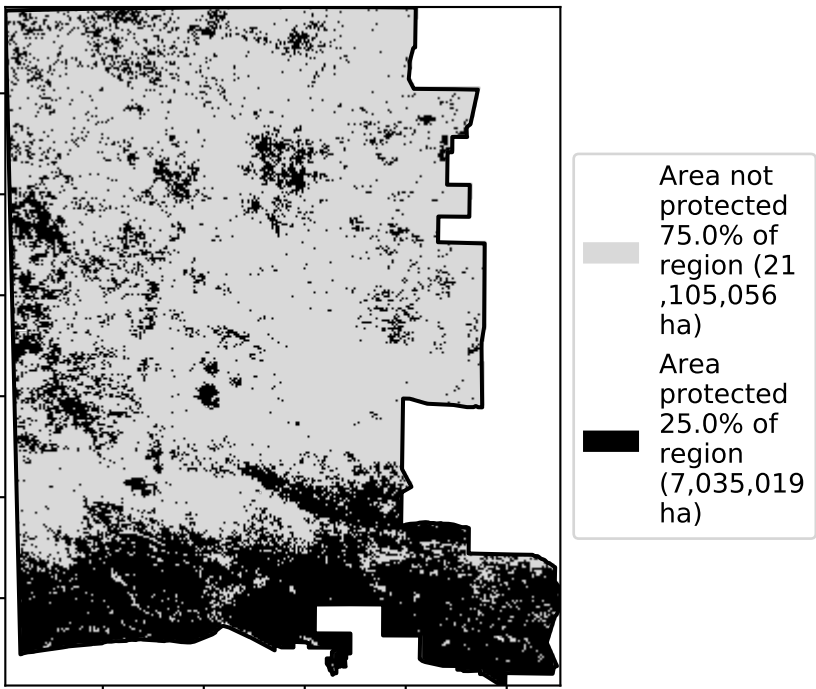 Area not
protected
75.0% of
region (21
,105,056
ha)
Area
protected
25.0% of
region
(7,035,019
ha)